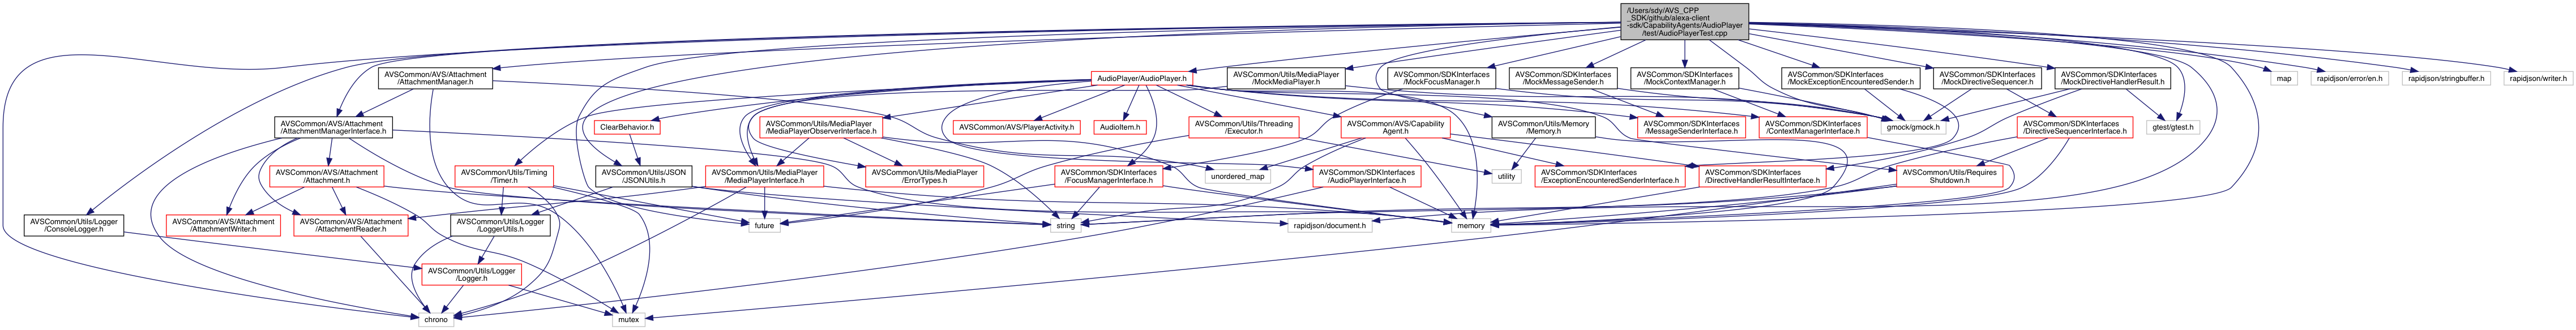 /Users/sdy/AVS_CPP
_SDK/github/alexa-client
-sdk/CapabilityAgents/AudioPlayer
/test/AudioPlayerTest.cpp
AVSCommon/AVS/Attachment
/AttachmentManager.h
AudioPlayer/AudioPlayer.h
AVSCommon/Utils/MediaPlayer
/MockMediaPlayer.h
AVSCommon/SDKInterfaces
/MockFocusManager.h
AVSCommon/SDKInterfaces
/MockMessageSender.h
AVSCommon/SDKInterfaces
/MockContextManager.h
AVSCommon/SDKInterfaces
/MockExceptionEncounteredSender.h
AVSCommon/SDKInterfaces
/MockDirectiveSequencer.h
AVSCommon/SDKInterfaces
/MockDirectiveHandlerResult.h
map
rapidjson/error/en.h
rapidjson/stringbuffer.h
rapidjson/writer.h
AVSCommon/AVS/Attachment
/AttachmentManagerInterface.h
ClearBehavior.h
AVSCommon/Utils/MediaPlayer
/MediaPlayerObserverInterface.h
AVSCommon/AVS/PlayerActivity.h
AudioItem.h
AVSCommon/Utils/Threading
/Executor.h
AVSCommon/AVS/Capability
Agent.h
AVSCommon/Utils/Memory
/Memory.h
AVSCommon/SDKInterfaces
/MessageSenderInterface.h
AVSCommon/SDKInterfaces
/ContextManagerInterface.h
gmock/gmock.h
AVSCommon/SDKInterfaces
/DirectiveSequencerInterface.h
gtest/gtest.h
AVSCommon/AVS/Attachment
/Attachment.h
AVSCommon/Utils/Timing
/Timer.h
AVSCommon/Utils/JSON
/JSONUtils.h
AVSCommon/Utils/MediaPlayer
/MediaPlayerInterface.h
AVSCommon/Utils/MediaPlayer
/ErrorTypes.h
AVSCommon/SDKInterfaces
/FocusManagerInterface.h
unordered_map
AVSCommon/SDKInterfaces
/AudioPlayerInterface.h
utility
AVSCommon/SDKInterfaces
/ExceptionEncounteredSenderInterface.h
AVSCommon/SDKInterfaces
/DirectiveHandlerResultInterface.h
AVSCommon/Utils/Requires
Shutdown.h
AVSCommon/Utils/Logger
/ConsoleLogger.h
AVSCommon/AVS/Attachment
/AttachmentWriter.h
AVSCommon/AVS/Attachment
/AttachmentReader.h
AVSCommon/Utils/Logger
/LoggerUtils.h
future
string
rapidjson/document.h
memory
AVSCommon/Utils/Logger
/Logger.h
chrono
mutex